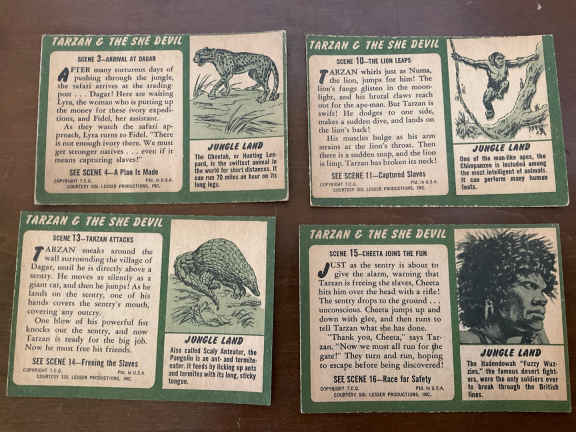 TARZAN & THE SHE DEVIL
SCENE 3—ARRIVAL AT DAGAR
AFTER many torturous days of
pushing through the jungle,
the safari arrives at the trading
post . . . Dagar! Here are waiting
Lyra, the woman who is putting up
the money for these ivory expedi-
tions, and Fidel, her assistant.
As they watch the safari ap-
proach, Lyra turns to Fidel. "There
is not enough ivory there. We must
get stronger natives . . . even if it
means capturing slaves!"
SEE SCENE 4—A Plan Is Made
COPYRIGHT T.C.G. PTD. IN U.S.A.
COURTESY SOL LESSER PRODUCTIONS, INC.
JUNGLE LAND
The Cheetah, or Hunting Leo-
pard, is the swiftest animal in
the world for short distances. It
can run 70 miles an hour on its
long legs.
TARZAN & THE SHE DEVIL
SCENE 10—THE LION LEAPS
TARZAN whirls just as Numa,
the lion, jumps for him! The
lion's fangs glisten in the moon-
light, and his brutal claws reach
out for the ape-man. But Tarzan is
swift! He dodges to one side,
makes a sudden dive, and lands on
the lion's back!
His muscles bulge as his arm
strains at the lion's throat. Then
there is a sudden snap, and the lion
is limp. Tarzan has broken its neck!
SEE SCENE 11—Captured Slaves
COPYRIGHT T.C.G. PTD. IN U.S.A.
COURTESY SOL LESSER PRODUCTIONS, INC.
JUNGLE LAND
One of the man-like apes, the
Chimpanzee is included among
the most intelligent of animals.
It can perform many human
feats.
TARZAN & THE SHE DEVIL
SCENE 13—TARZAN ATTACKS
TARZAN sneaks around the
wall surrounding the village of
Dagar, until he is directly above a
sentry. He moves as silently as a
giant cat, and then he jumps! As he
lands on the sentry, one of his
hands covers the sentry's mouth,
covering any outcry.
One blow of his powerful fist
knocks out the sentry, and now
Tarzan is ready for the big job.
Now he must free his friends.
SEE SCENE 14—Freeing the Slaves
COPYRIGHT T.C.G. PTD. IN U.S.A.
COURTESY SOL LESSER PRODUCTIONS, INC.
JUNGLE LAND
Also called Scaly Anteater, the
Pangolin is an ant- and termite-
eater. It feeds by licking up ants
and termites with its long, sticky
tongue.
TARZAN & THE SHE DEVIL
SCENE 15—CHEETA JOINS THE FUN
JUST as the sentry is about to
give the alarm, warning that
Tarzan is freeing the slaves, Cheeta
hits him over the head with a rifle!
The sentry drops to the ground . . .
unconscious. Cheeta jumps up and
down with glee, and then runs to
tell Tarzan what she has done.
"Thank you, Cheeta," says Tar-
zan. "Now we must all run for the
gate!" They turn and run, hoping
to escape before being discovered!
SEE SCENE 16—Race for Safety
COPYRIGHT T.C.G. PTD. IN U.S.A.
COURTESY SOL LESSER PRODUCTIONS, INC.
JUNGLE LAND
The Hadendowah "Fuzzy Wuz-
zies," the famous desert fight-
ers, were the only soldiers ever
to break through the British
lines.